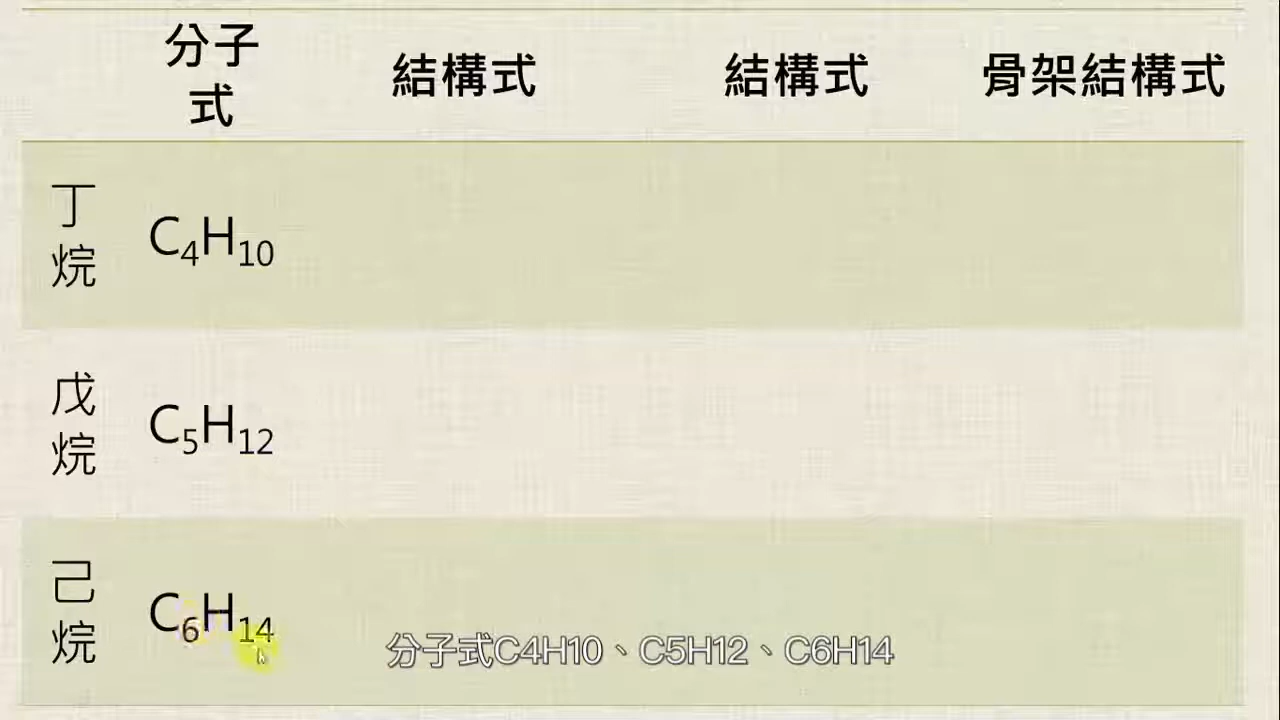 分子
式
結構式
結構式
骨架結構式
丁
烷
C₄H₁₀
戊
烷
C₅H₁₂
己
烷
C₆H₁₄
分子式C4H10、C5H12、C6H14